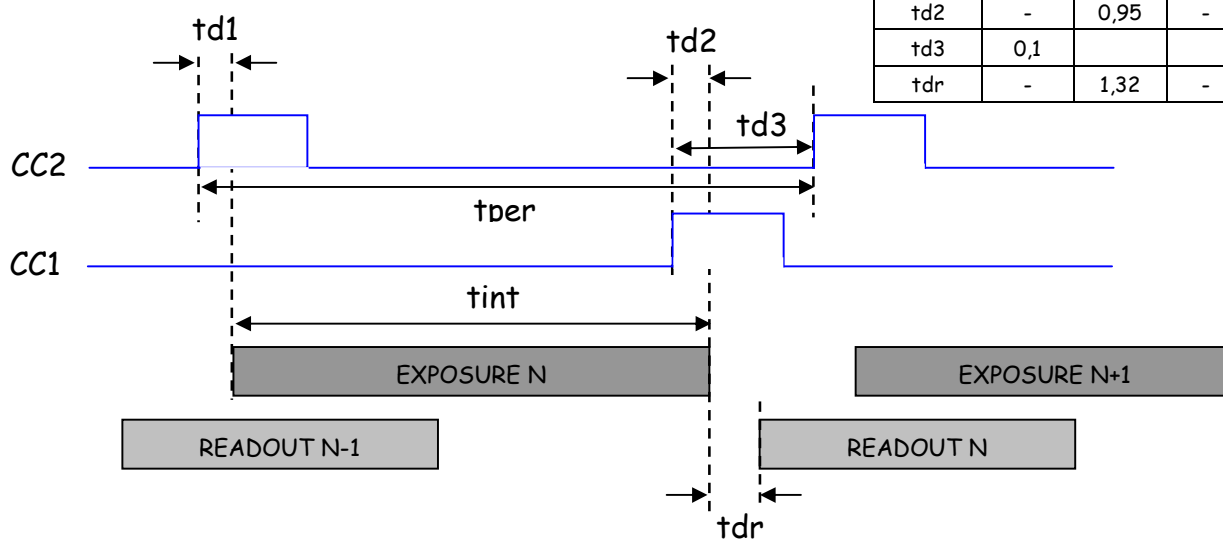 td2 - 0,95 -
td3 0,1
tdr - 1,32 -
td1
td2
td3
CC2
tper
CC1
tint
EXPOSURE N
EXPOSURE N+1
READOUT N-1
READOUT N
tdr